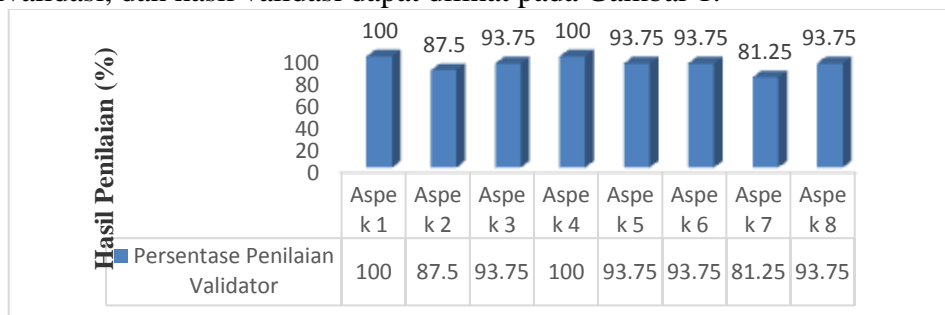 validasi, dan hasil validasi dapat dilihat pada Gambar 1.
100 87.5 93.75 100 93.75 93.75 81.25 93.75
Hasil Penilaian (%)
100
80
60
40
20
0
Aspe k 1
Aspe k 2
Aspe k 3
Aspe k 4
Aspe k 5
Aspe k 6
Aspe k 7
Aspe k 8
Persentase Penilaian
Validator
100 87.5 93.75 100 93.75 93.75 81.25 93.75